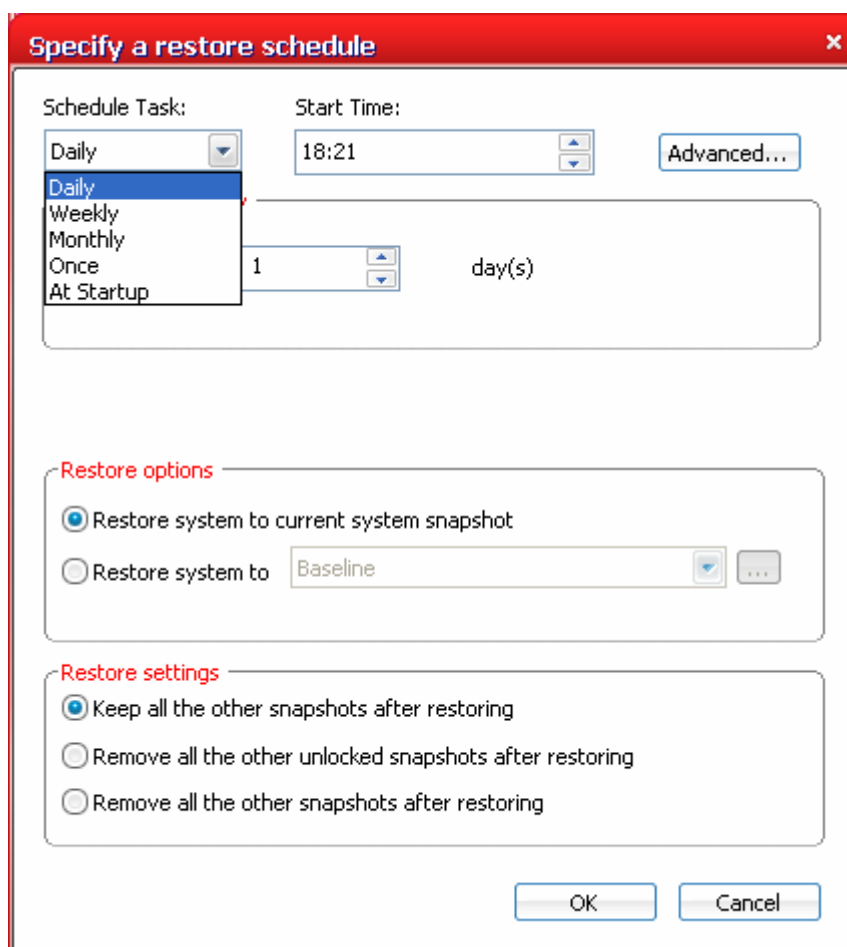 Specify a restore schedule
Schedule Task: Start Time:
Daily 18:21 Advanced...
Daily
Weekly
Monthly
Once 1 day(s)
At Startup
Restore options
Restore system to current system snapshot
Restore system to Baseline ...
Restore settings
Keep all the other snapshots after restoring
Remove all the other unlocked snapshots after restoring
Remove all the other snapshots after restoring
OK Cancel